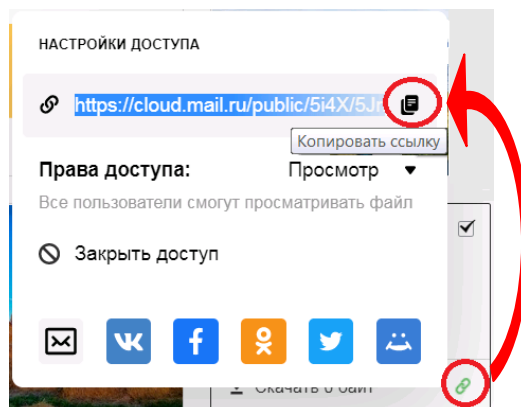 НАСТРОЙКИ ДОСТУПА
https://cloud.mail.ru/public/5i4X/5J
Копировать ссылку
Права доступа: Просмотр
Все пользователи смогут просматривать файл
Закрыть доступ
Скачать 0 байт